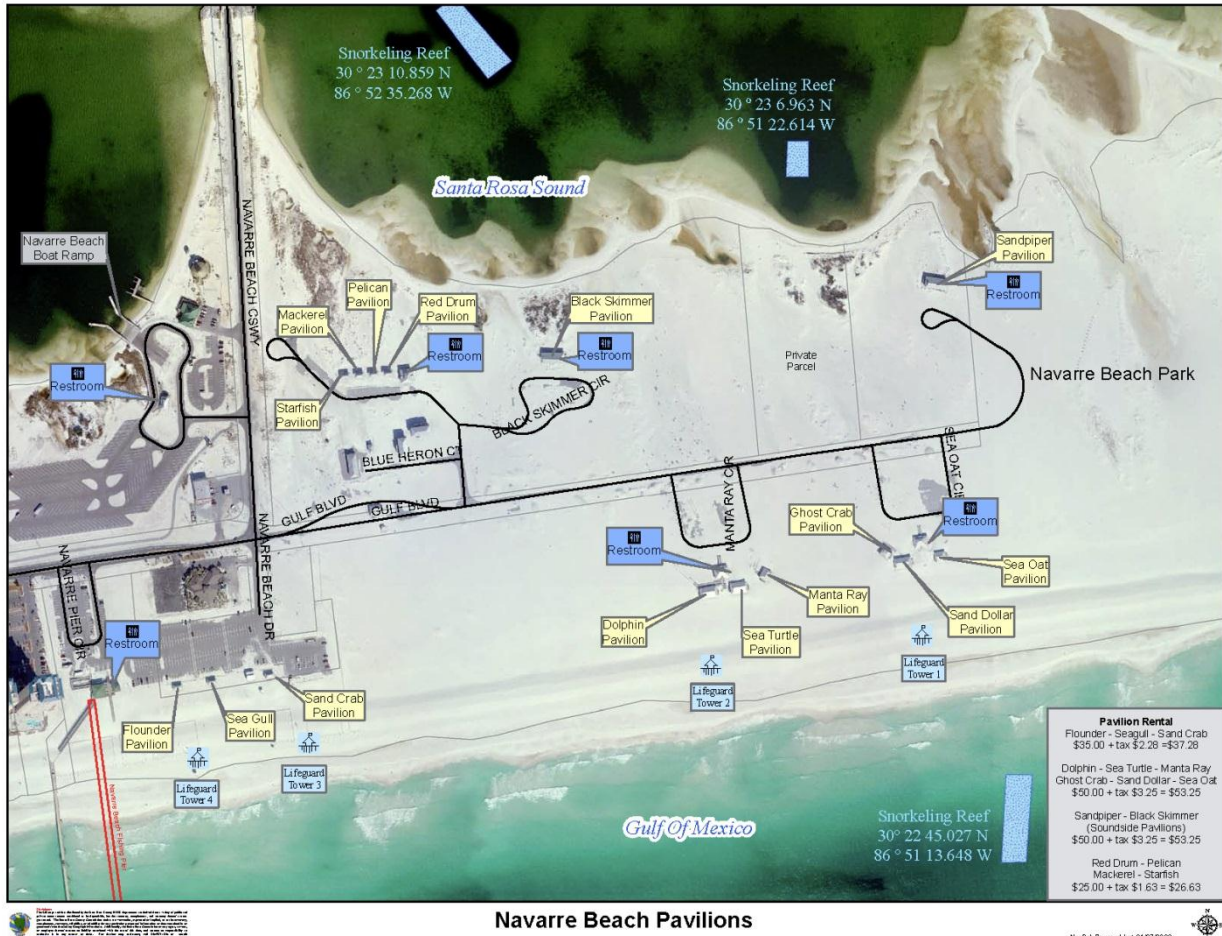 Snorkeling Reef
30 ° 23 10.859 N
86 ° 52 35.268 W
Snorkeling Reef
30 ° 23 6.963 N
86 ° 51 22.614 W
Santa Rosa Sound
NAVARRE BEACH CSWY
Navarre Beach
Boat Ramp
Sandpiper
Pavilion
Restroom
Pelican
Pavilion
Mackerel
Pavilion
Red Drum
Pavilion
Black Skimmer
Pavilion
Restroom
Restroom
Restroom
Starfish
Pavilion
Private
Parcel
Navarre Beach Park
BLACK SKIMMER CIR
BLUE HERON CT
SEA OAT CIR
MANTA RAY CIR
GULF BLVD
GULF BLVD
Ghost Crab
Pavilion
Restroom
NAVARRE BEACH DR
NAVARRE PIER CIR
Restroom
Sea Oat
Pavilion
Manta Ray
Pavilion
Sand Dollar
Pavilion
Dolphin
Pavilion
Sea Turtle
Pavilion
Restroom
Lifeguard
Tower 1
Lifeguard
Tower 2
Sand Crab
Pavilion
Sea Gull
Pavilion
Flounder
Pavilion
Lifeguard
Tower 3
Lifeguard
Tower 4
Navarre Beach Fishing Pier
Gulf Of Mexico
Snorkeling Reef
30 ° 22 45.027 N
86 ° 51 13.648 W
Pavilion Rental
Flounder - Seagull - Sand Crab
$35.00 + tax $2.28 =$37.28
Dolphin - Sea Turtle - Manta Ray
Ghost Crab - Sand Dollar - Sea Oat
$50.00 + tax $3.25 = $53.25
Sandpiper - Black Skimmer
(Soundside Pavilions)
$50.00 + tax $3.25 = $53.25
Red Drum - Pelican
Mackerel - Starfish
$25.00 + tax $1.63 = $26.63
Navarre Beach Pavilions